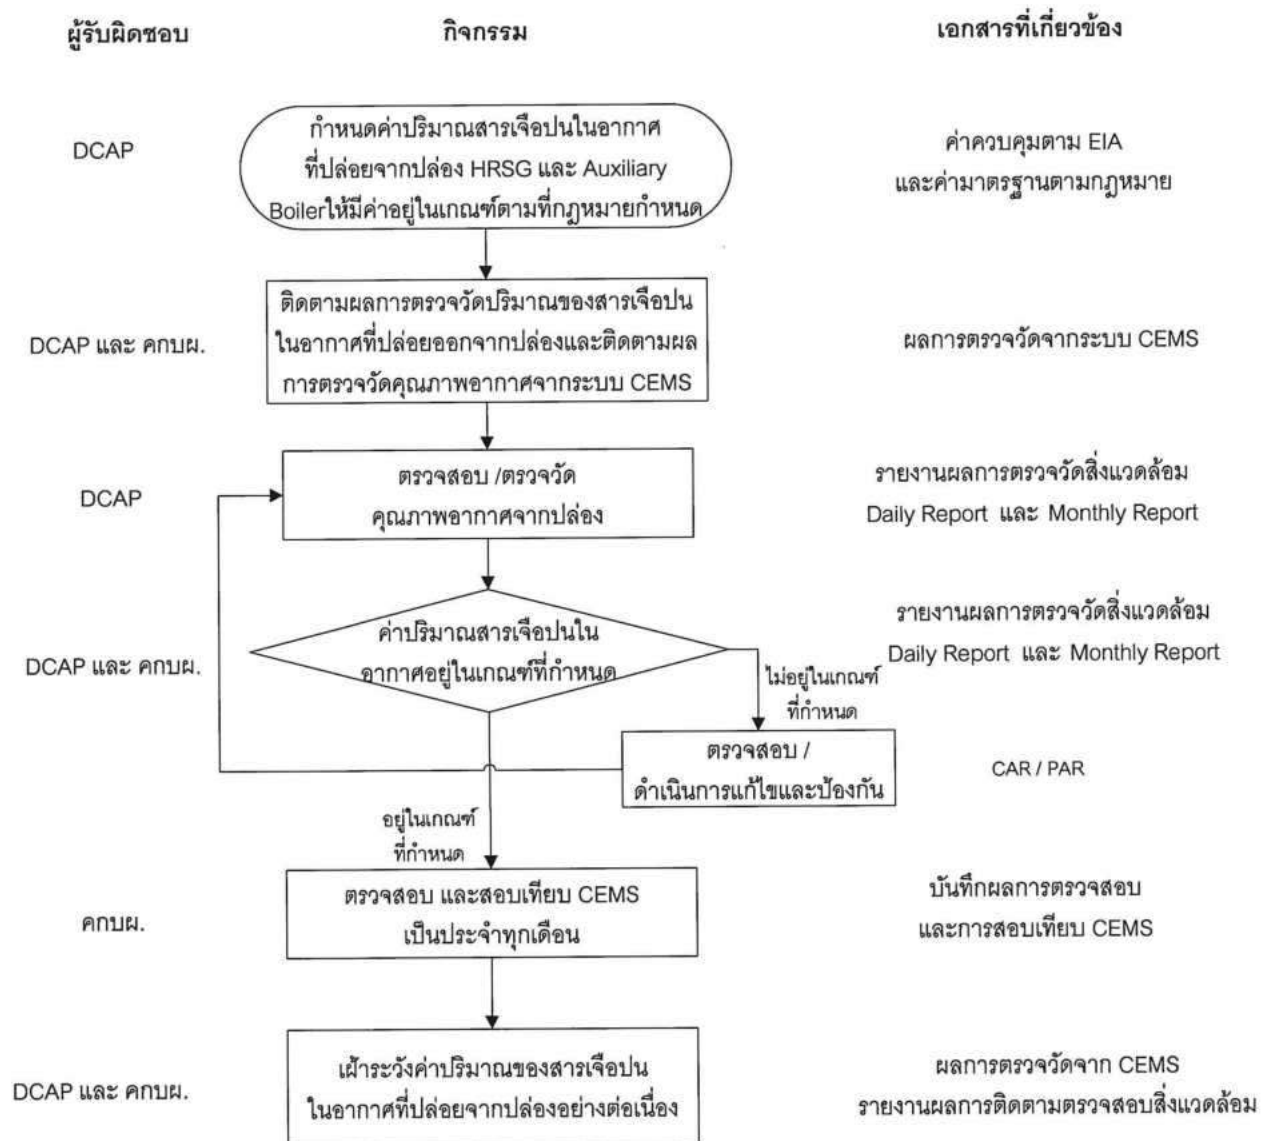 ผู้รับผิดชอบ
กิจกรรม
เอกสารที่เกี่ยวข้อง
DCAP
กำหนดค่าปริมาณสารเจือปนในอากาศ
ที่ปล่อยจากปล่อง HRSG และ Auxiliary
Boilerให้มีค่าอยู่ในเกณฑ์ตามที่กฎหมายกำหนด
ค่าควบคุมตาม EIA
และค่ามาตรฐานตามกฎหมาย
DCAP และ คกบผ.
ติดตามผลการตรวจวัดปริมาณของสารเจือปน
ในอากาศที่ปล่อยออกจากปล่องและติดตามผล
การตรวจวัดคุณภาพอากาศจากระบบ CEMS
ผลการตรวจวัดจากระบบ CEMS
DCAP
ตรวจสอบ /ตรวจวัด
คุณภาพอากาศจากปล่อง
รายงานผลการตรวจวัดสิ่งแวดล้อม
Daily Report และ Monthly Report
DCAP และ คกบผ.
ค่าปริมาณสารเจือปนใน
อากาศอยู่ในเกณฑ์ที่กำหนด
รายงานผลการตรวจวัดสิ่งแวดล้อม
Daily Report และ Monthly Report
ไม่อยู่ในเกณฑ์
ที่กำหนด
ตรวจสอบ /
ดำเนินการแก้ไขและป้องกัน
CAR / PAR
อยู่ในเกณฑ์
ที่กำหนด
คกบผ.
ตรวจสอบ และสอบเทียบ CEMS
เป็นประจำทุกเดือน
บันทึกผลการตรวจสอบ
และการสอบเทียบ CEMS
DCAP และ คกบผ.
เฝ้าระวังค่าปริมาณของสารเจือปน
ในอากาศที่ปล่อยจากปล่องอย่างต่อเนื่อง
ผลการตรวจวัดจาก CEMS
รายงานผลการติดตามตรวจสอบสิ่งแวดล้อม